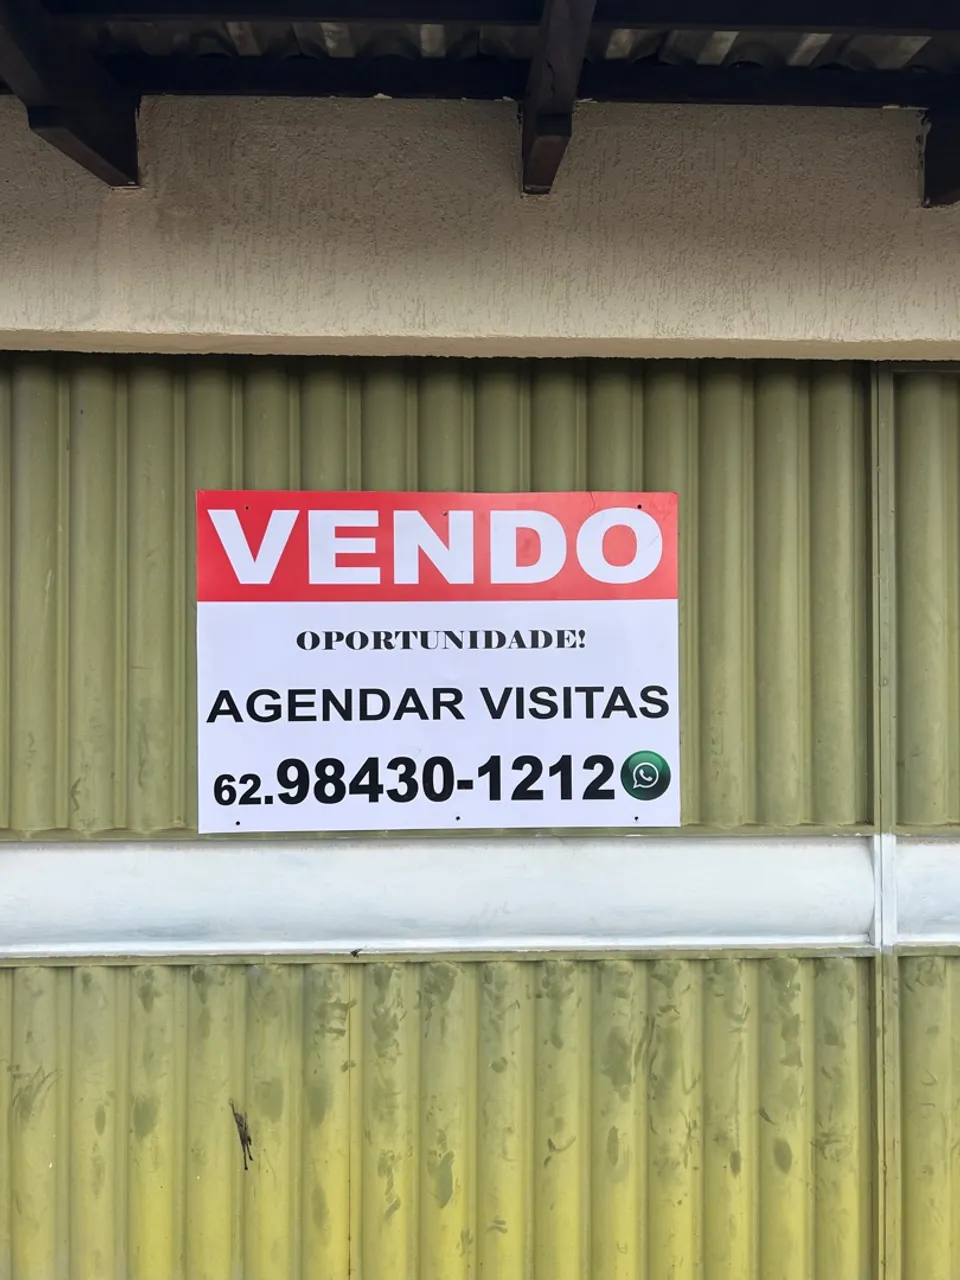 VENDO
OPORTUNIDADE!
AGENDAR VISITAS
62.98430-1212